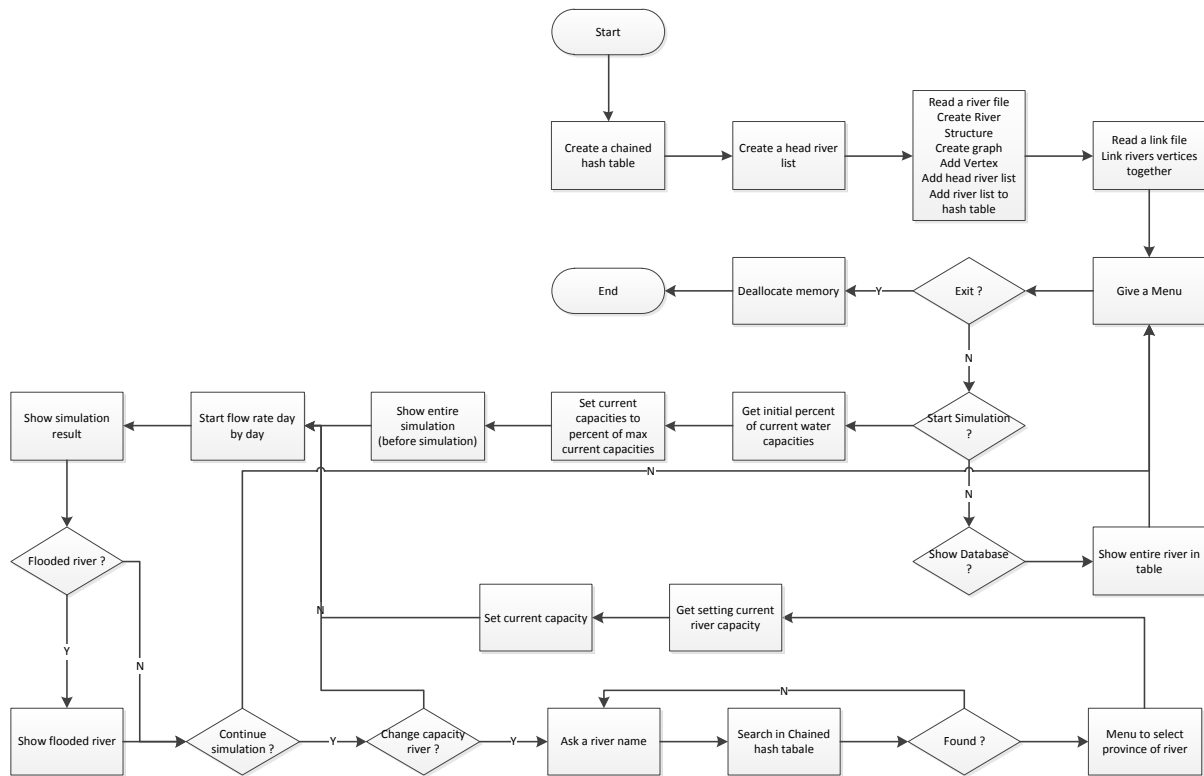 Start
Create a chained
hash table
Create a head river
list
Read a river file
Create River
Structure
Create graph
Add Vertex
Add head river list
Add river list to
hash table
Read a link file
Link rivers vertices
together
End
Deallocate memory
Y
Exit ?
Give a Menu
N
Show simulation
result
Start flow rate day
by day
Show entire
simulation
(before simulation)
Set current
capacities to
percent of max
current capacities
Get initial percent
of current water
capacities
Start Simulation
?
N
N
Flooded river ?
Show Database
?
Show entire river in
table
N
Set current capacity
Get setting current
river capacity
Y
N
N
Show flooded river
Continue
simulation ?
Y
Change capacity
river ?
Y
Ask a river name
Search in Chained
hash tabale
Found ?
Menu to select
province of river